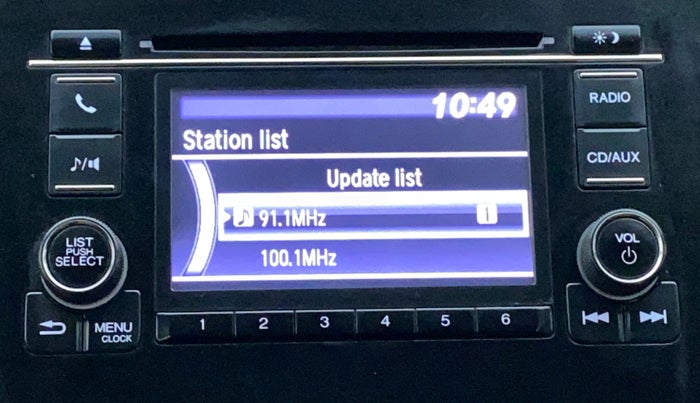 10:49
RADIO
Station list
♪/
CD/AUX
Update list
91.1MHz 1
LIST
PUSH
SELECT
VOL
100.1MHz
MENU
CLOCK
1 2 3 4 5 6